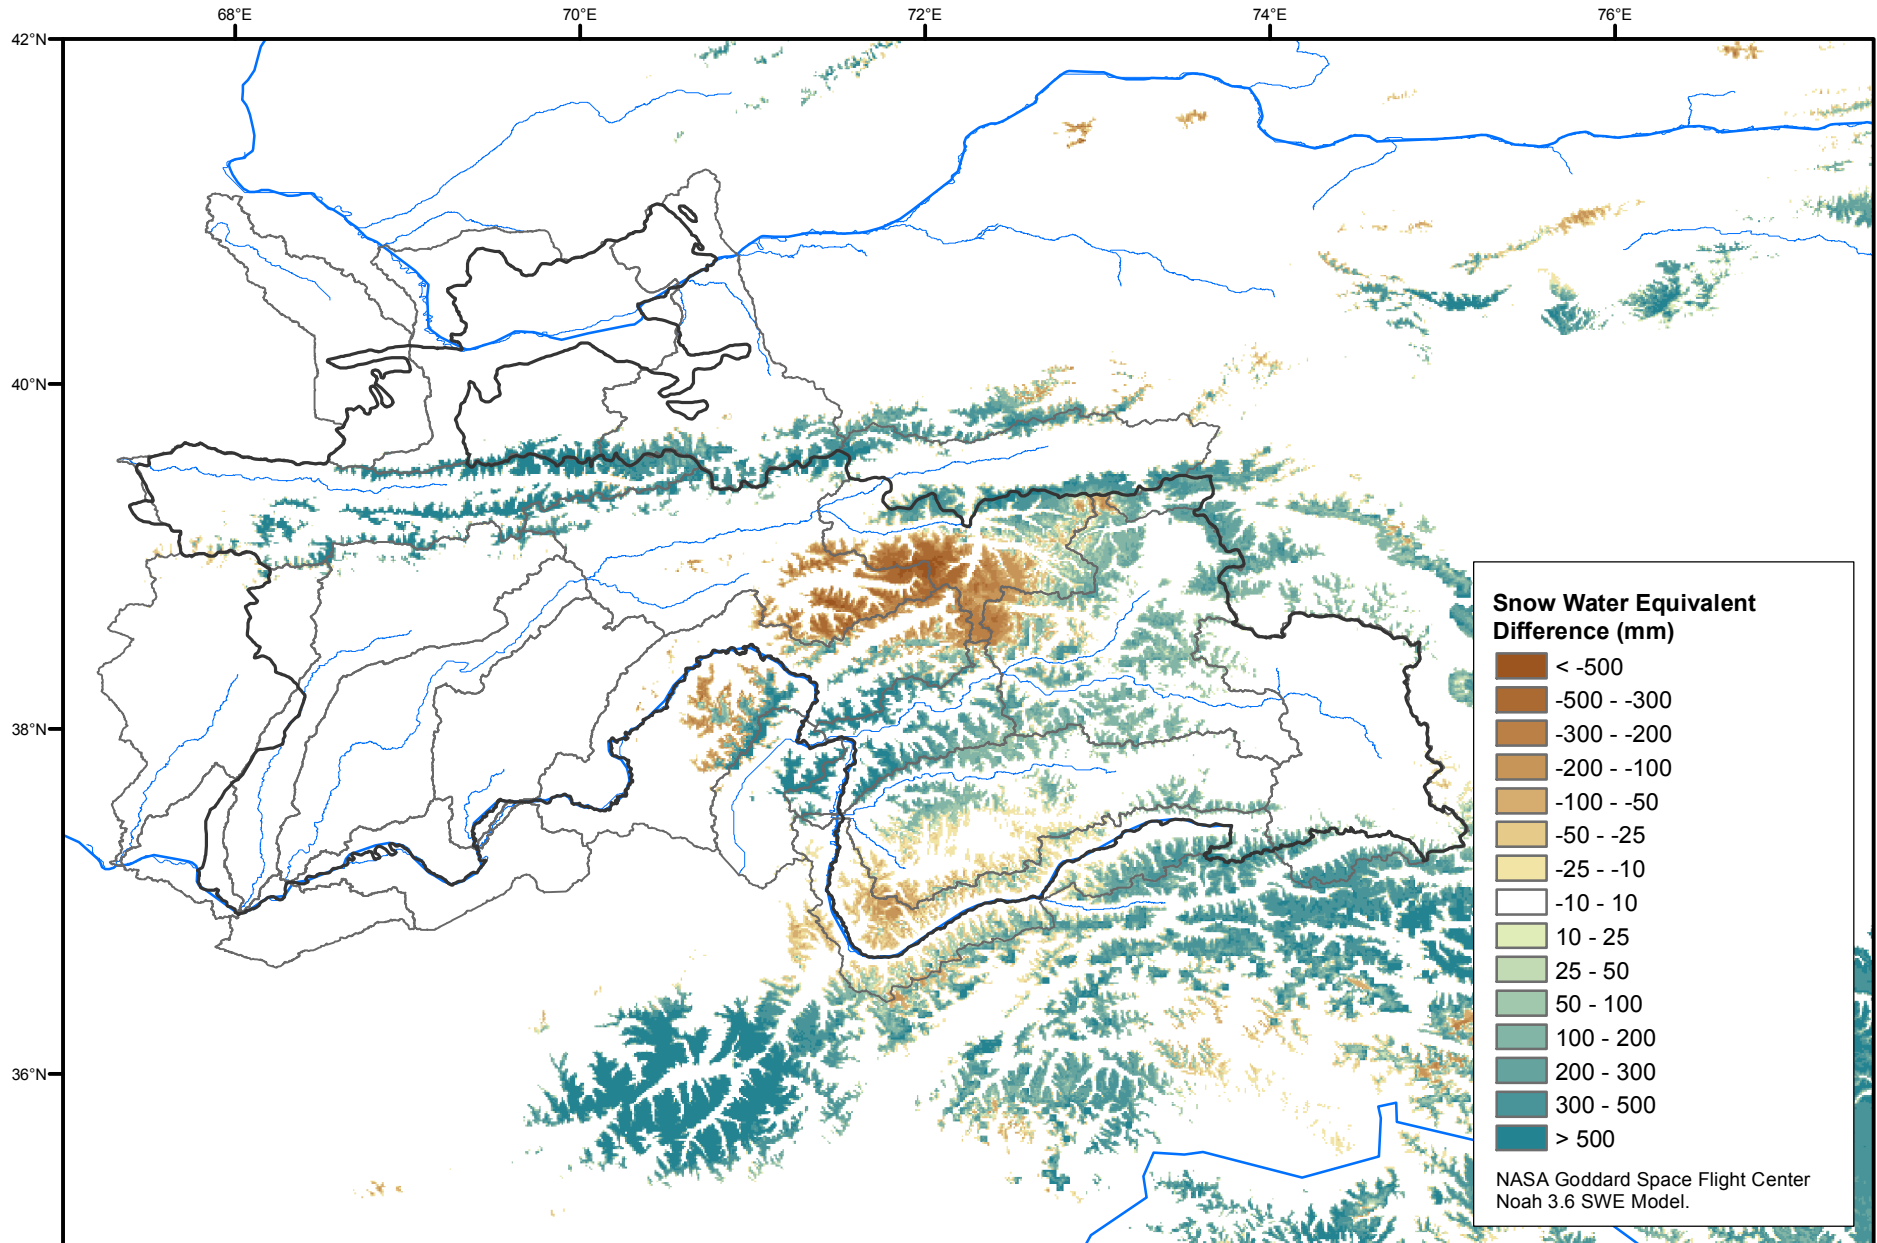 68°E 70°E 72°E 74°E 76°E
42°N
40°N
38°N
36°N
Snow Water Equivalent
Difference (mm)
< -500
-500 - -300
-300 - -200
-200 - -100
-100 - -50
-50 - -25
-25 - -10
-10 - 10
10 - 25
25 - 50
50 - 100
100 - 200
200 - 300
300 - 500
> 500
NASA Goddard Space Flight Center
Noah 3.6 SWE Model.